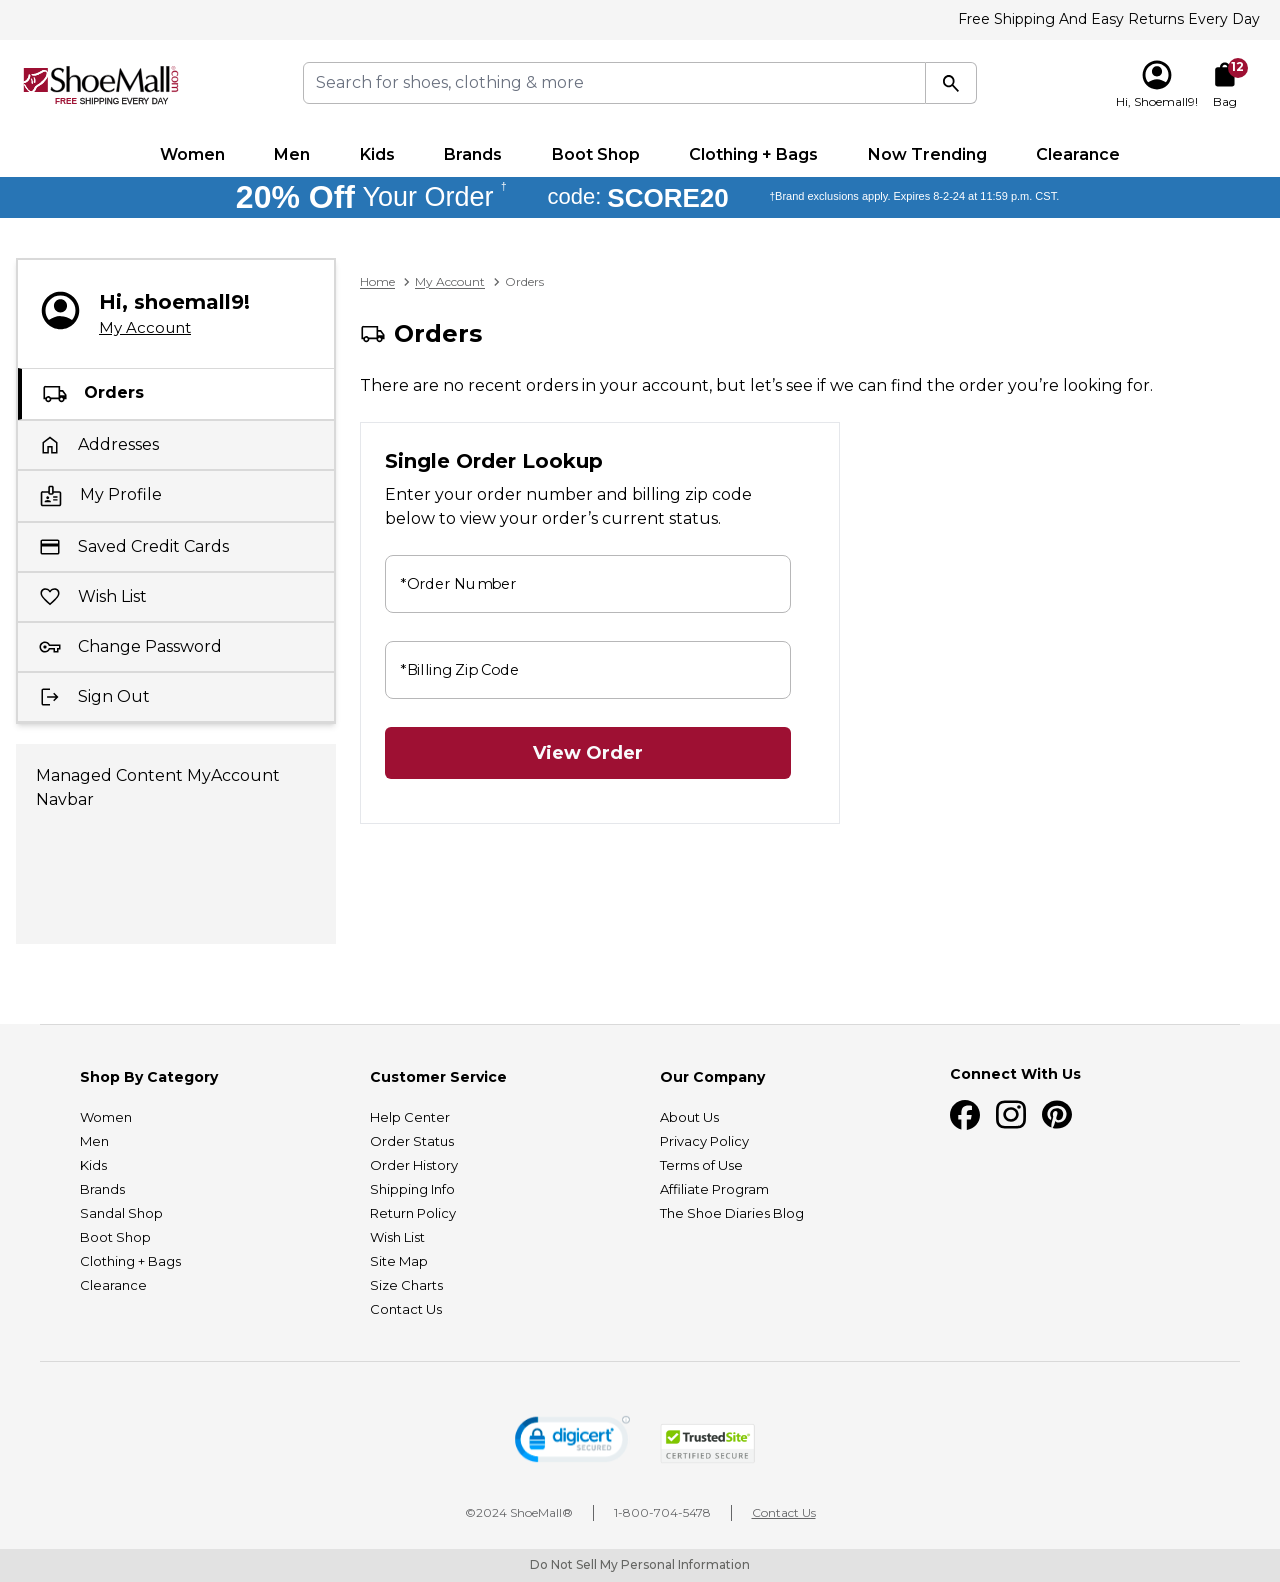 Free Shipping And Easy Returns Every Day
ShoeMall.com®
FREE SHIPPING EVERY DAY
Search for shoes, clothing & more
12
Hi, Shoemall9!
Bag
Women
Men
Kids
Brands
Boot Shop
Clothing + Bags
Now Trending
Clearance
20% Off Your Order † code: SCORE20 †Brand exclusions apply. Expires 8-2-24 at 11:59 p.m. CST.
Hi, shoemall9!
My Account
Orders
Addresses
My Profile
Saved Credit Cards
Wish List
Change Password
Sign Out
Managed Content MyAccount
Navbar
Home > My Account > Orders
Orders
There are no recent orders in your account, but let’s see if we can find the order you’re looking for.
Single Order Lookup
Enter your order number and billing zip code
below to view your order’s current status.
*Order Number
*Billing Zip Code
View Order
Shop By Category
Women
Men
Kids
Brands
Sandal Shop
Boot Shop
Clothing + Bags
Clearance
Customer Service
Help Center
Order Status
Order History
Shipping Info
Return Policy
Wish List
Site Map
Size Charts
Contact Us
Our Company
About Us
Privacy Policy
Terms of Use
Affiliate Program
The Shoe Diaries Blog
Connect With Us
digicert
SECURED
TrustedSite
CERTIFIED SECURE
©2024 ShoeMall®
1-800-704-5478
Contact Us
Do Not Sell My Personal Information